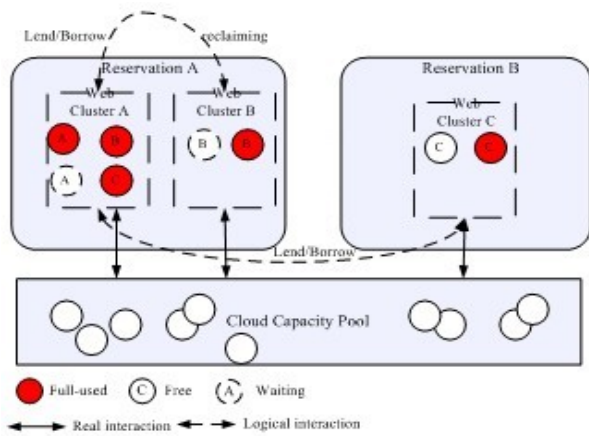 Lend/Borrow reclaiming
Reservation A Reservation B
Web Web Web
Cluster A Cluster B Cluster C
A B B B C C
A C
Lend/Borrow
Cloud Capacity Pool
Full-used C Free A Waiting
Real interaction Logical interaction